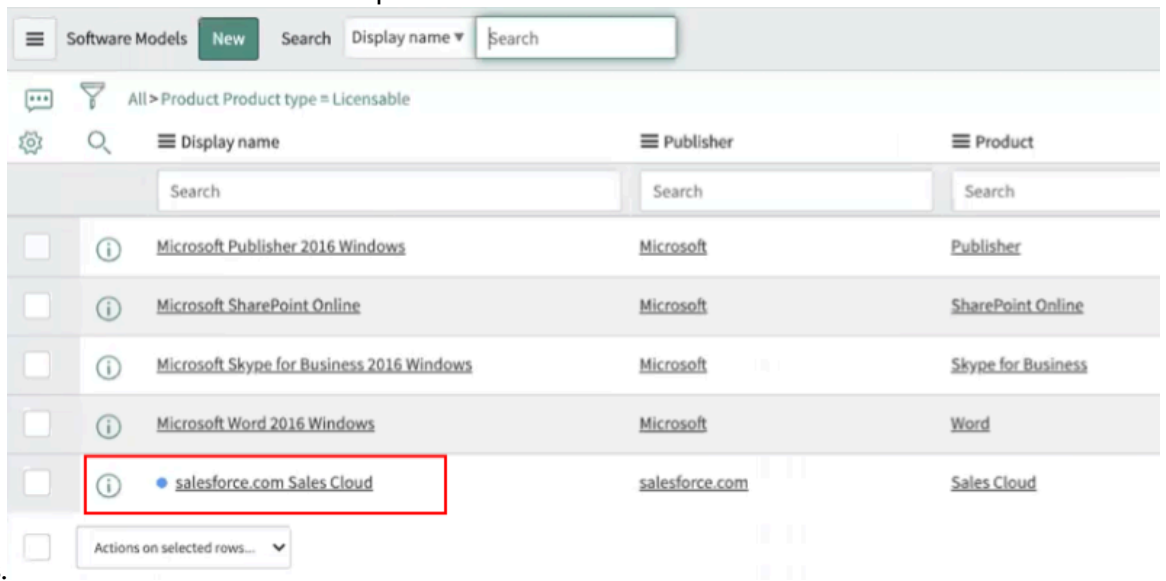 Software Models New Search Display name ▼ Search
All > Product Product type = Licensable
Display name Publisher Product
Search Search Search
Microsoft Publisher 2016 Windows Microsoft Publisher
Microsoft SharePoint Online Microsoft SharePoint Online
Microsoft Skype for Business 2016 Windows Microsoft Skype for Business
Microsoft Word 2016 Windows Microsoft Word
salesforce.com Sales Cloud salesforce.com Sales Cloud
Actions on selected rows...